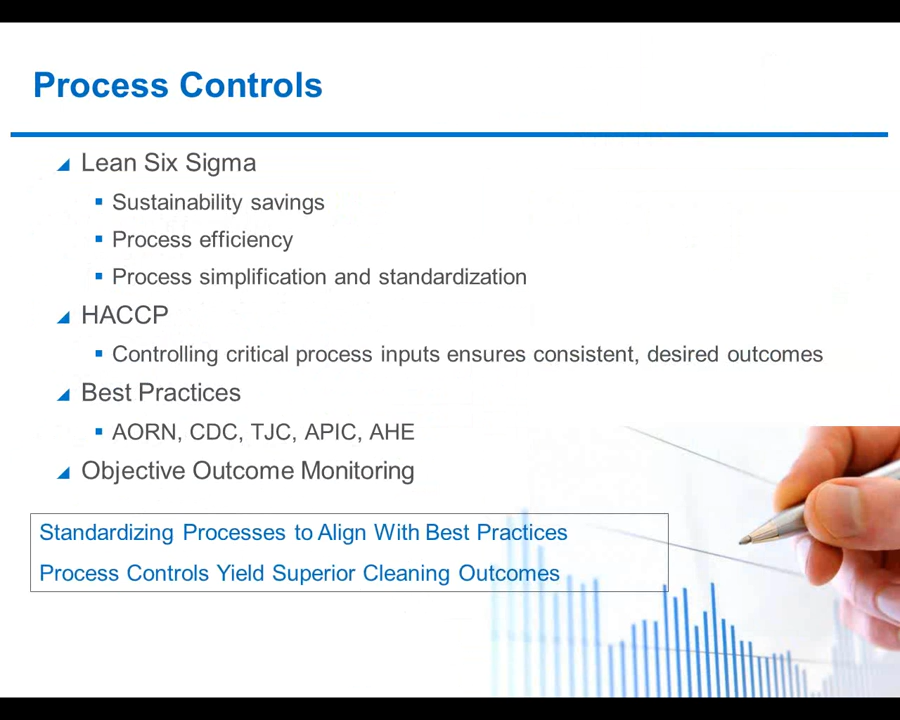 Process Controls
Lean Six Sigma
Sustainability savings
Process efficiency
Process simplification and standardization
HACCP
Controlling critical process inputs ensures consistent, desired outcomes
Best Practices
AORN, CDC, TJC, APIC, AHE
Objective Outcome Monitoring
Standardizing Processes to Align With Best Practices
Process Controls Yield Superior Cleaning Outcomes